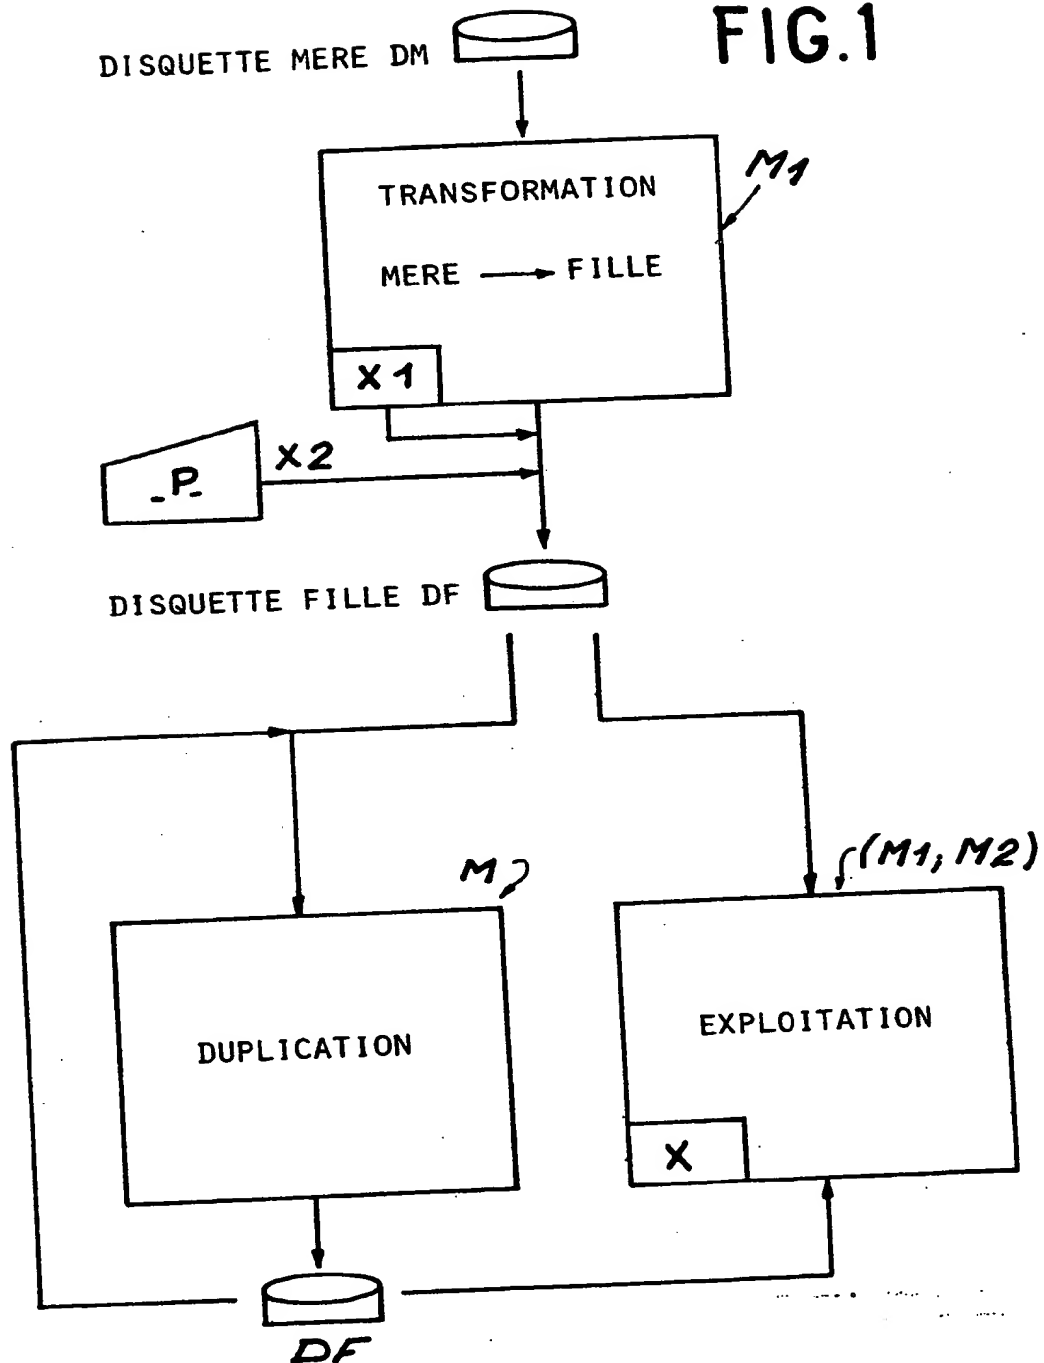 FIG.1
DISQUETTE MERE DM
M1
TRANSFORMATION
MERE FILLE
X1
X2
P
DISQUETTE FILLE DF
M
(M1; M2)
DUPLICATION
EXPLOITATION
X
DF